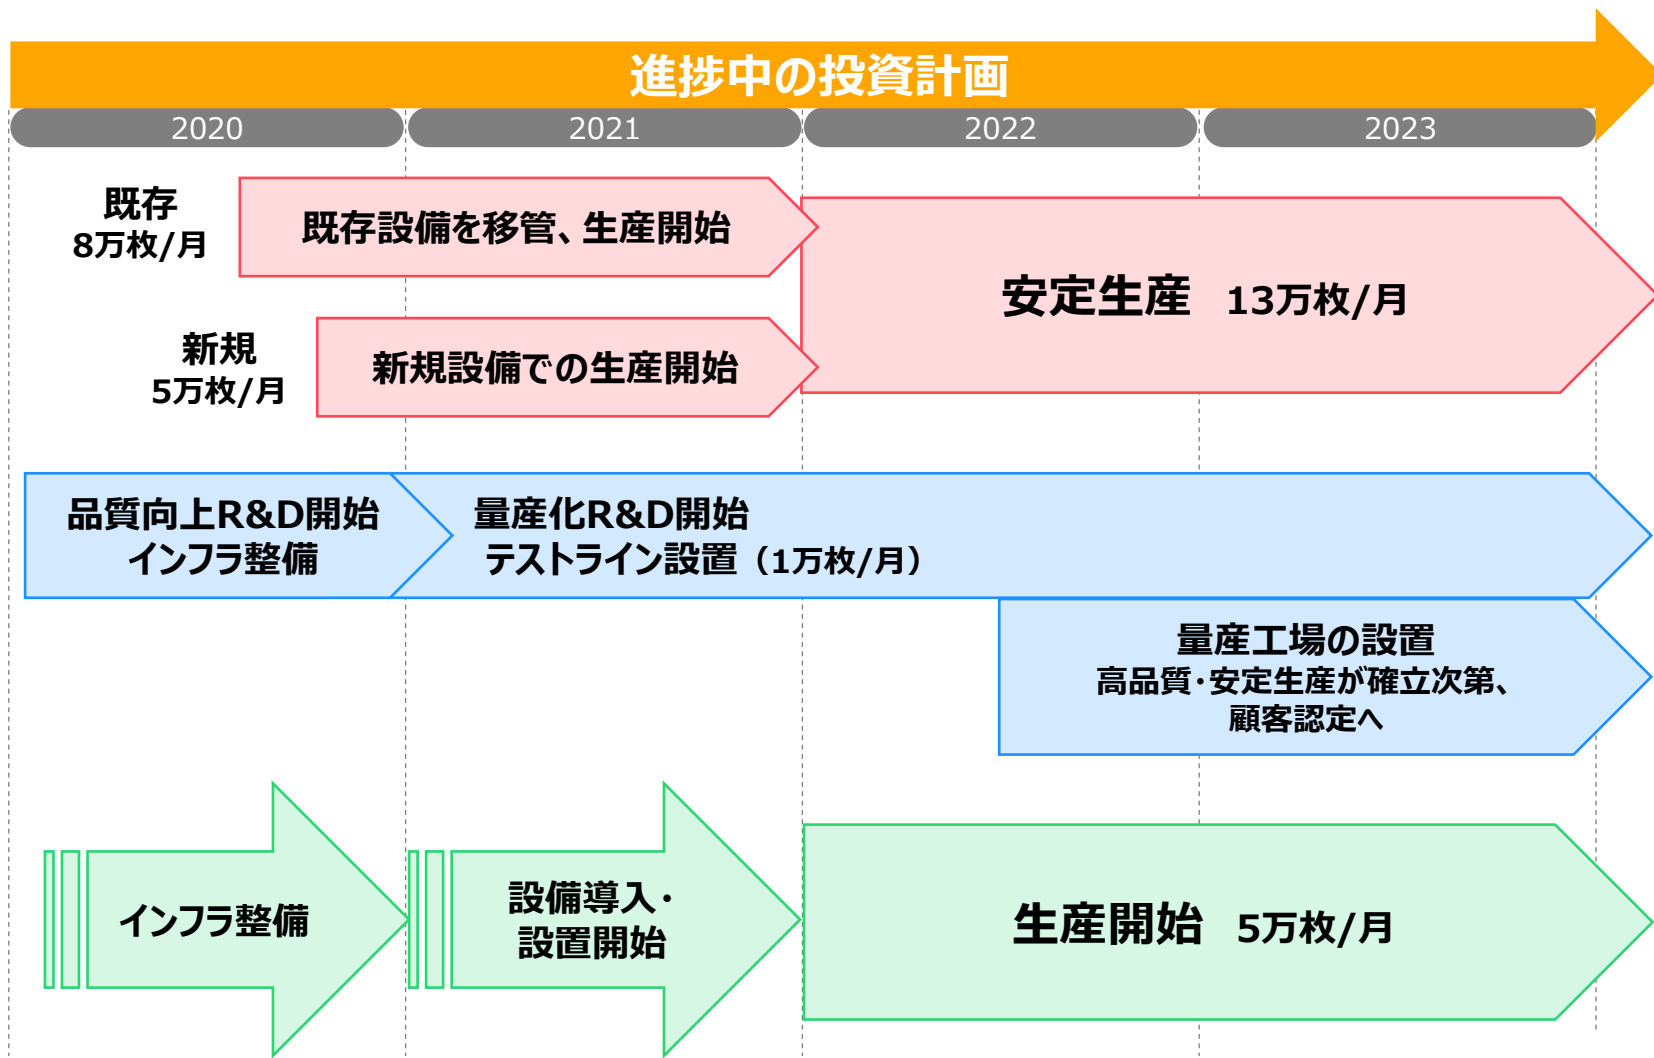 進捗中の投資計画
2020
2021
2022
2023
既存
8万枚/月
既存設備を移管、生産開始
新規
5万枚/月
新規設備での生産開始
安定生産 13万枚/月
品質向上R&D開始
インフラ整備
量産化R&D開始
テストライン設置（1万枚/月）
量産工場の設置
高品質･安定生産が確立次第、
顧客認定へ
インフラ整備
設備導入･
設置開始
生産開始 5万枚/月